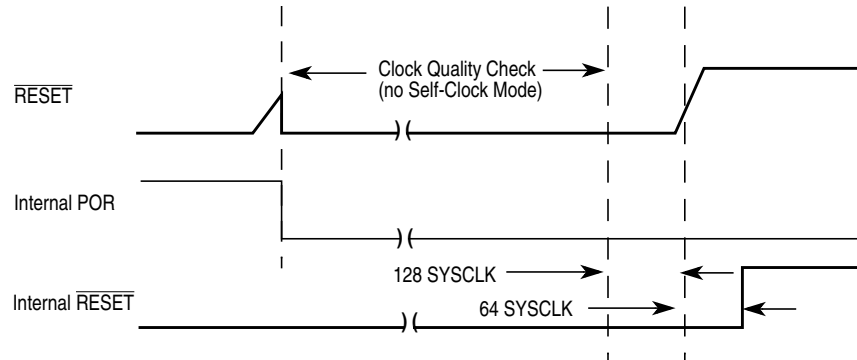 Clock Quality Check
(no Self-Clock Mode)
RESET
Internal POR
128 SYSCLK
Internal RESET
64 SYSCLK